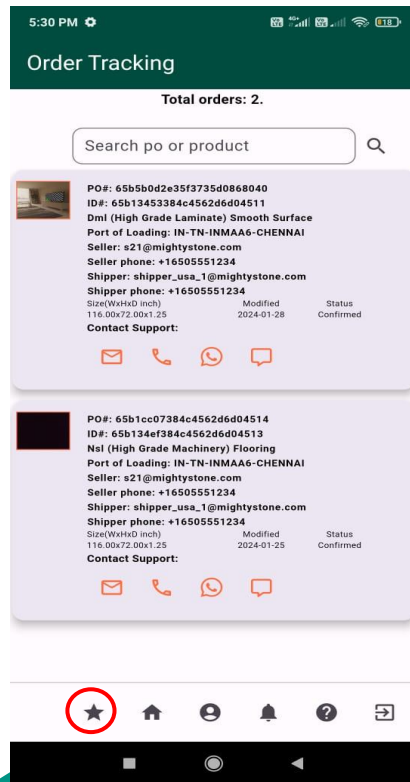 5:30 PM
4G+
18
Order Tracking
Total orders: 2.
Search po or product
PO#: 65b5b0d2e35f3735d0868040
ID#: 65b13453384c4562d6d04511
Dml (High Grade Laminate) Smooth Surface
Port of Loading: IN-TN-INMAA6-CHENNAI
Seller: s21@mightystone.com
Seller phone: +16505551234
Shipper: shipper_usa_1@mightystone.com
Shipper phone: +16505551234
Size(WxHxD inch) Modified Status
116.00x72.00x1.25 2024-01-28 Confirmed
Contact Support:
PO#: 65b1cc07384c4562d6d04514
ID#: 65b134ef384c4562d6d04513
Nsl (High Grade Machinery) Flooring
Port of Loading: IN-TN-INMAA6-CHENNAI
Seller: s21@mightystone.com
Seller phone: +16505551234
Shipper: shipper_usa_1@mightystone.com
Shipper phone: +16505551234
Size(WxHxD inch) Modified Status
116.00x72.00x1.25 2024-01-25 Confirmed
Contact Support: